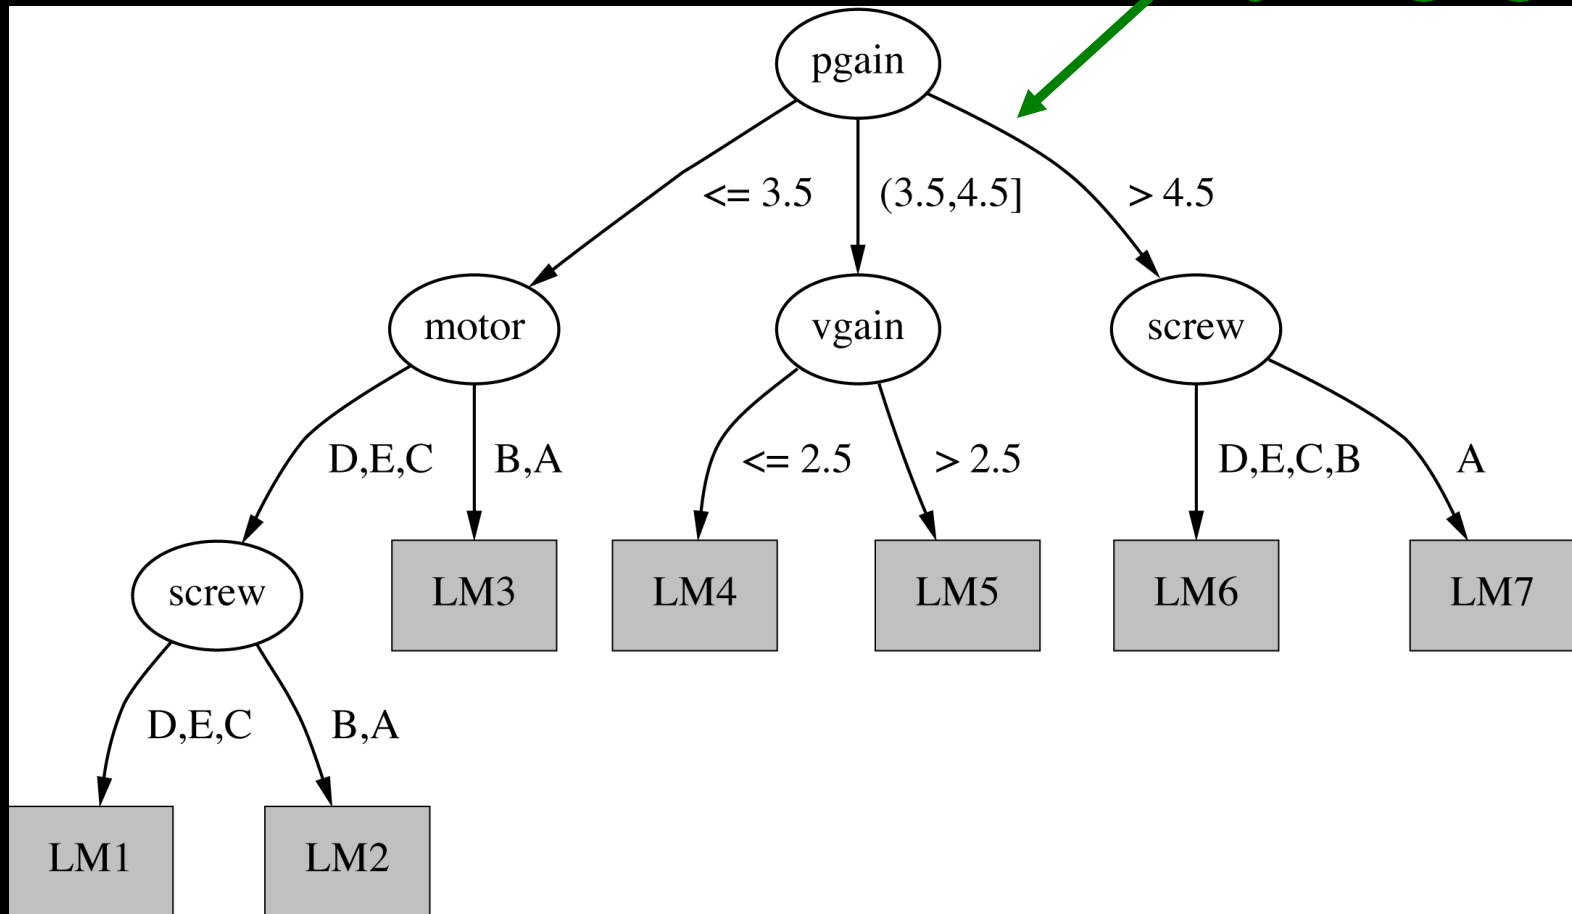 pgain
<= 3.5
(3.5,4.5]
> 4.5
motor
vgain
screw
D,E,C
B,A
<= 2.5
> 2.5
D,E,C,B
A
screw
LM3
LM4
LM5
LM6
LM7
D,E,C
B,A
LM1
LM2